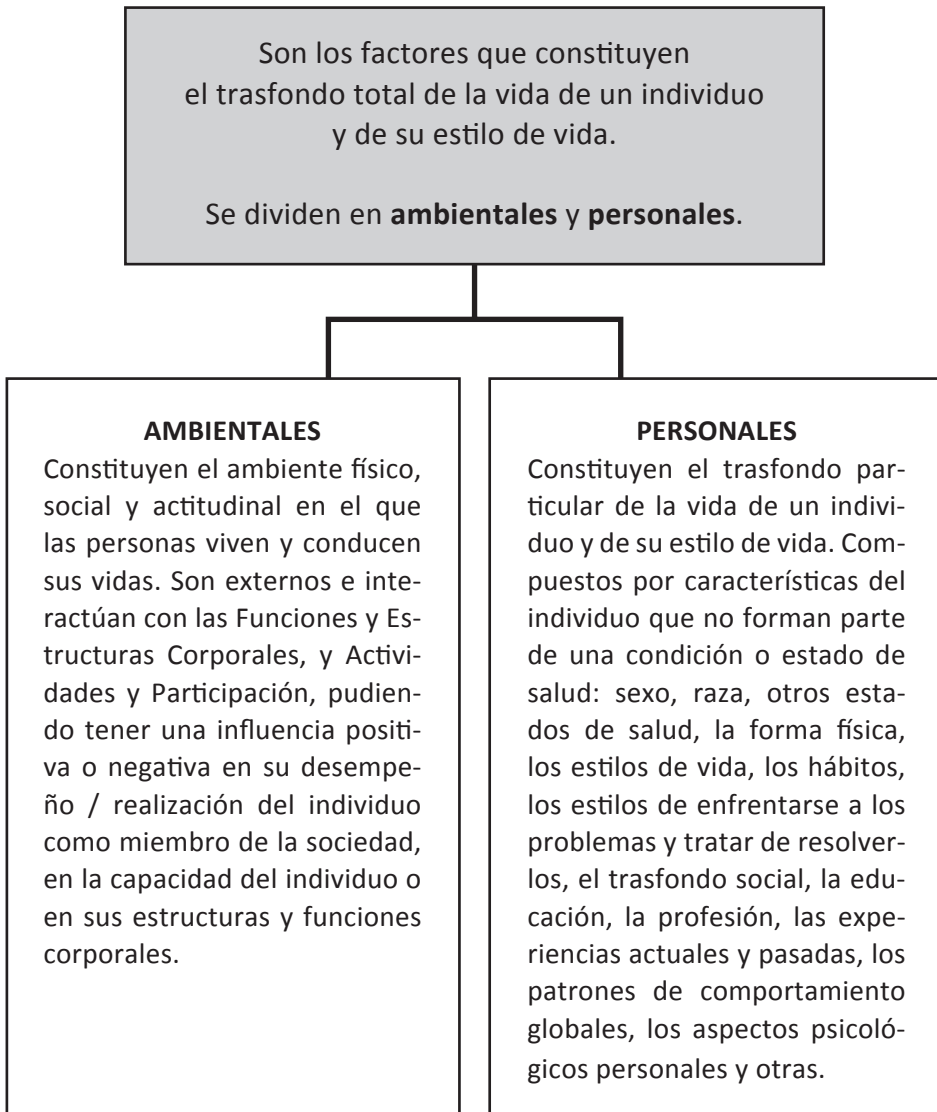 Son los factores que constituyen
el trasfondo total de la vida de un individuo
y de su estilo de vida.
Se dividen en ambientales y personales.
AMBIENTALES
Constituyen el ambiente físico,
social y actitudinal en el que
las personas viven y conducen
sus vidas. Son externos e inte-
ractúan con las Funciones y Es-
tructuras Corporales, y Activi-
dades y Participación, pudien-
do tener una influencia positi-
va o negativa en su desempe-
ño / realización del individuo
como miembro de la sociedad,
en la capacidad del individuo o
en sus estructuras y funciones
corporales.
PERSONALES
Constituyen el trasfondo par-
ticular de la vida de un indivi-
duo y de su estilo de vida. Com-
puestos por características del
individuo que no forman parte
de una condición o estado de
salud: sexo, raza, otros esta-
dos de salud, la forma física,
los estilos de vida, los hábitos,
los estilos de enfrentarse a los
problemas y tratar de resolver-
los, el trasfondo social, la edu-
cación, la profesión, las expe-
riencias actuales y pasadas, los
patrones de comportamiento
globales, los aspectos psicoló-
gicos personales y otras.